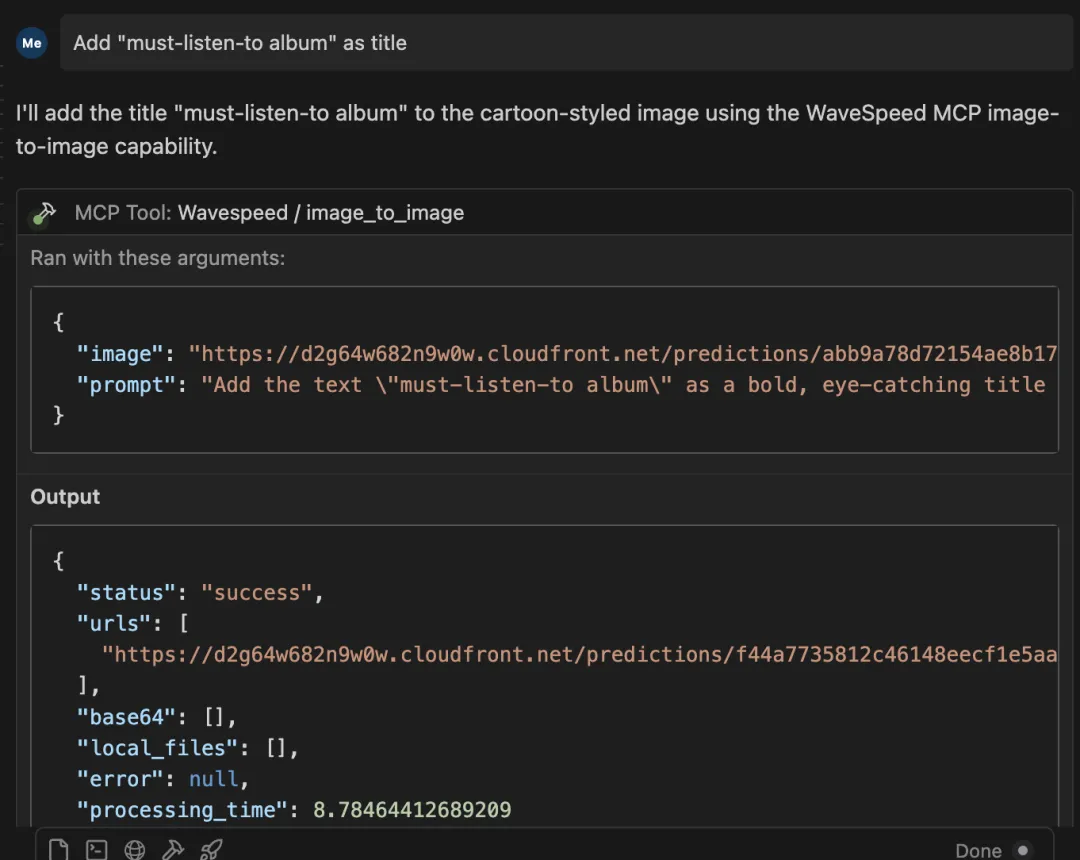 Me
Add "must-listen-to album" as title
I'll add the title "must-listen-to album" to the cartoon-styled image using the WaveSpeed MCP image-
to-image capability.
MCP Tool: Wavespeed / image_to_image
Ran with these arguments:
{
"image": "https://d2g64w682n9w0w.cloudfront.net/predictions/abb9a78d72154ae8b17
"prompt": "Add the text \"must-listen-to album\" as a bold, eye-catching title
}
Output
{
"status": "success",
"urls": [
"https://d2g64w682n9w0w.cloudfront.net/predictions/f44a7735812c46148eecf1e5aa
],
"base64": [],
"local_files": [],
"error": null,
"processing_time": 8.78464412689209
Done